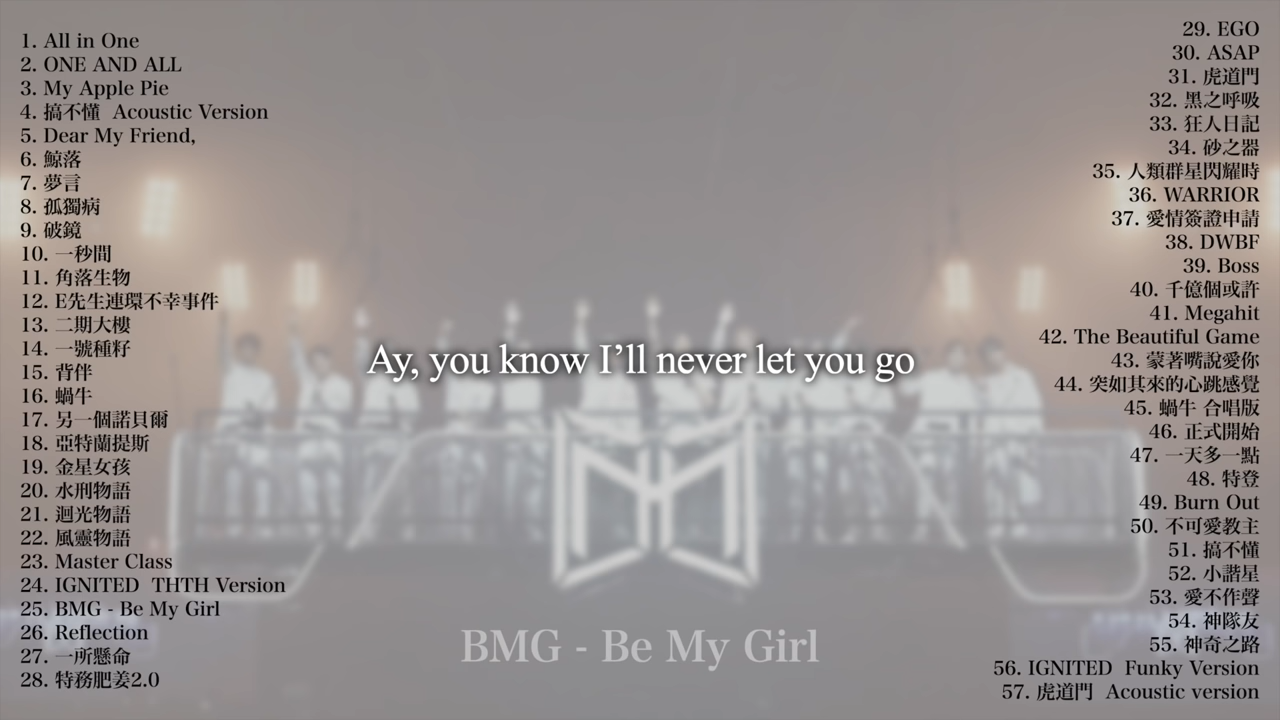 1. All in One
2. ONE AND ALL
3. My Apple Pie
4. 搞不懂 Acoustic Version
5. Dear My Friend,
6. 鯨落
7. 夢言
8. 孤獨病
9. 破鏡
10. 一秒間
11. 角落生物
12. E先生連環不幸事件
13. 二期大樓
14. 一號種籽
15. 背伴
16. 蝸牛
17. 另一個諾貝爾
18. 亞特蘭提斯
19. 金星女孩
20. 水刑物語
21. 迴光物語
22. 風靈物語
23. Master Class
24. IGNITED THTH Version
25. BMG - Be My Girl
26. Reflection
27. 一所懸命
28. 特務肥姜2.0
Ay, you know I’ll never let you go
BMG - Be My Girl
29. EGO
30. ASAP
31. 虎道門
32. 黑之呼吸
33. 狂人日記
34. 砂之器
35. 人類群星閃耀時
36. WARRIOR
37. 愛情簽證申請
38. DWBF
39. Boss
40. 千億個或許
41. Megahit
42. The Beautiful Game
43. 蒙著嘴說愛你
44. 突如其來的心跳感覺
45. 蝸牛 合唱版
46. 正式開始
47. 一天多一點
48. 特登
49. Burn Out
50. 不可愛教主
51. 搞不懂
52. 小諧星
53. 愛不作聲
54. 神隊友
55. 神奇之路
56. IGNITED Funky Version
57. 虎道門 Acoustic version